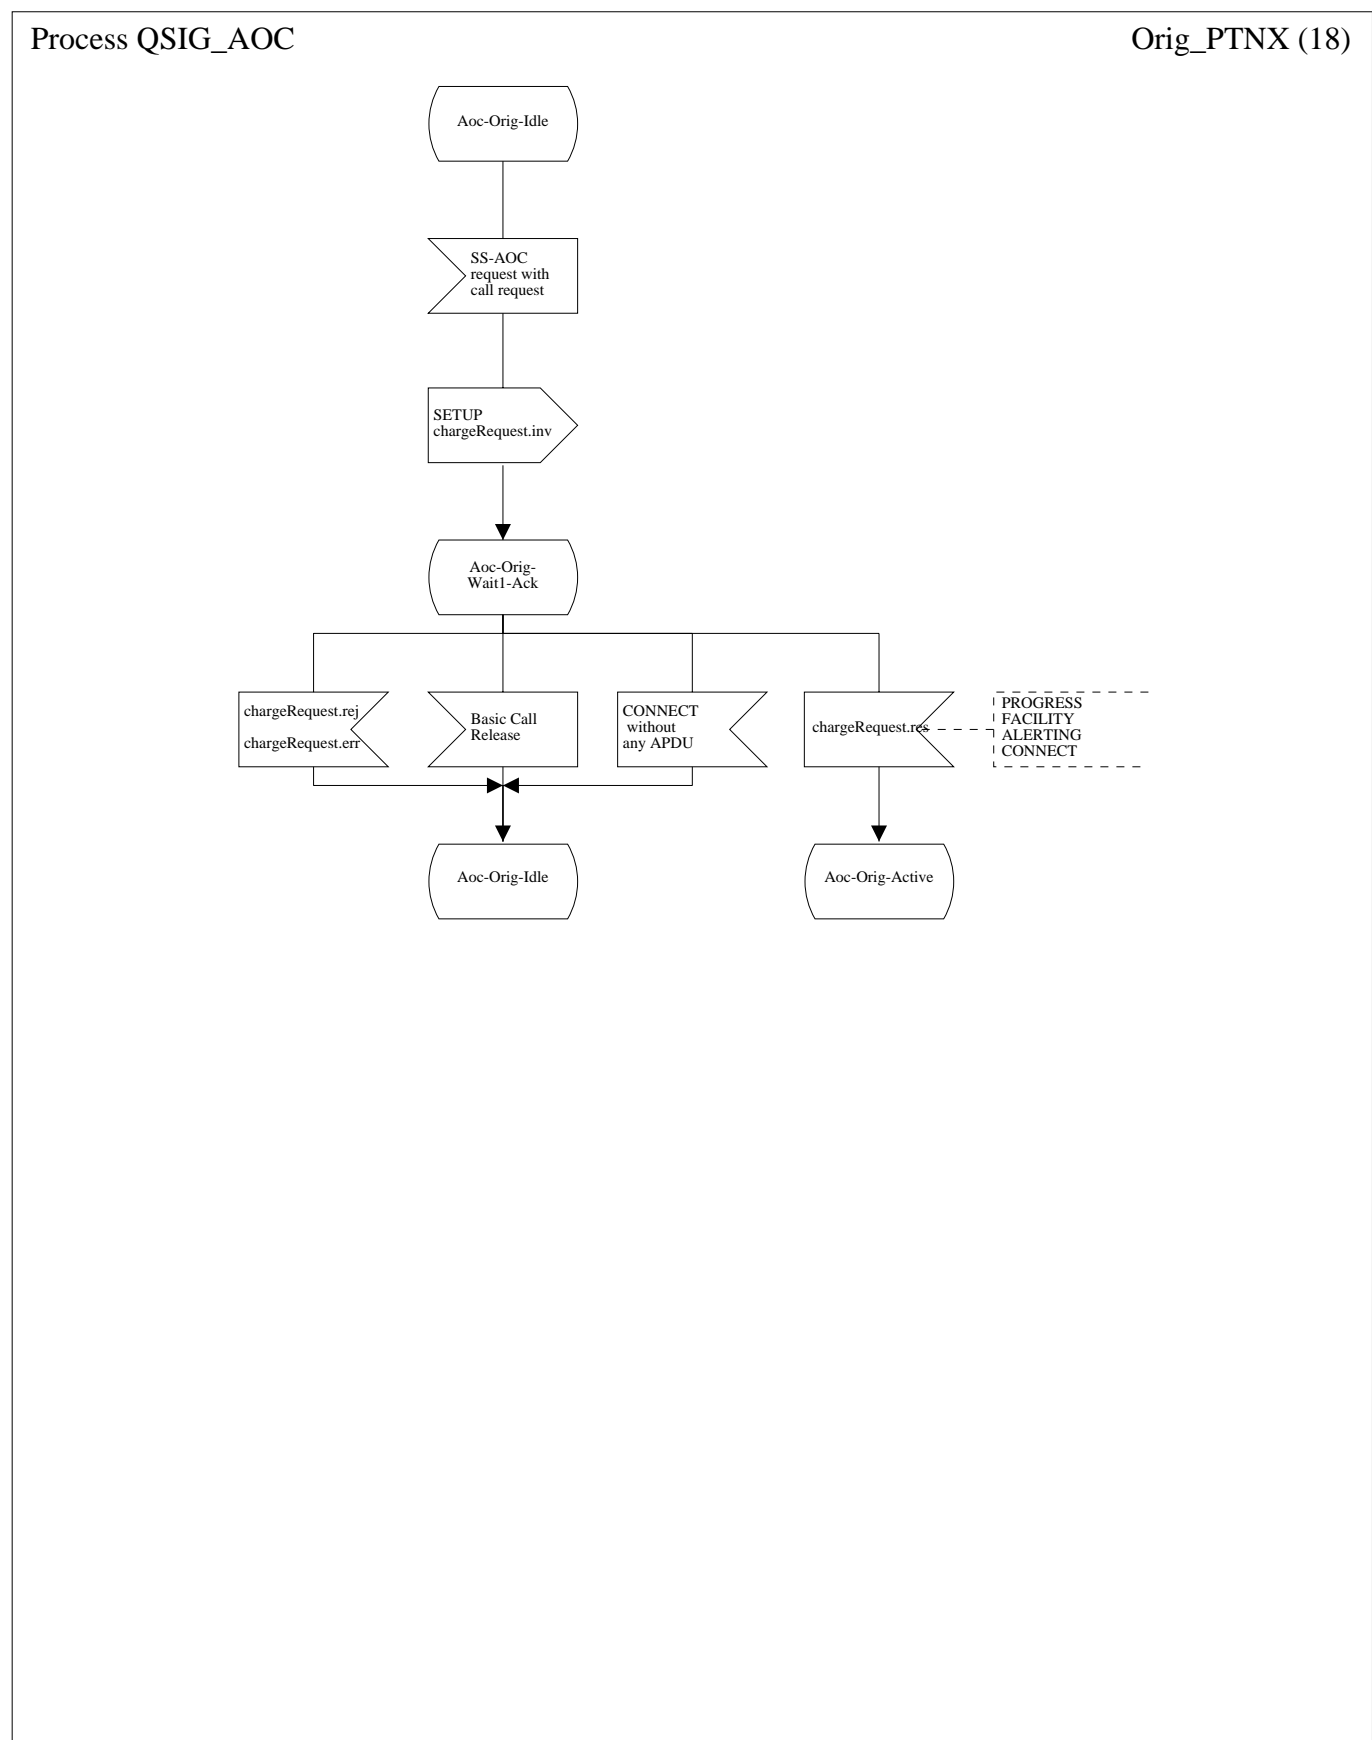 Process QSIG_AOC
Orig_PTNX (18)
Aoc-Orig-Idle
SS-AOC
request with
call request
SETUP
chargeRequest.inv
Aoc-Orig-
Wait1-Ack
chargeRequest.rej
chargeRequest.err
Basic Call
Release
CONNECT
without
any APDU
chargeRequest.res
PROGRESS
FACILITY
ALERTING
CONNECT
Aoc-Orig-Idle
Aoc-Orig-Active